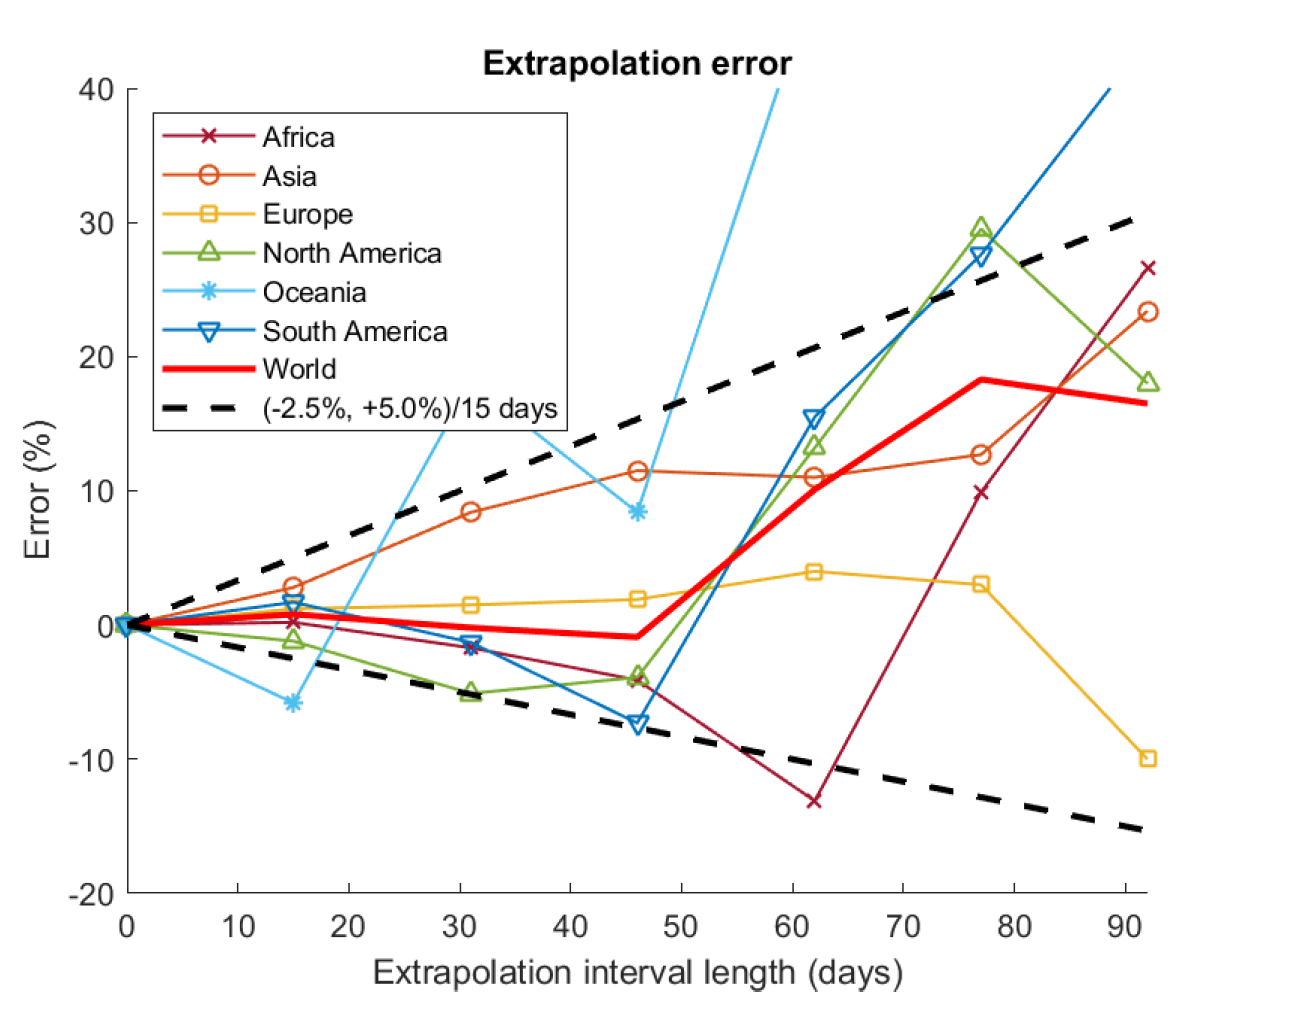 Extrapolation error
40
30
20
10
0
-10
-20
Error (%)
Africa
Asia
Europe
North America
Oceania
South America
World
(-2.5%, +5.0%)/15 days
0 10 20 30 40 50 60 70 80 90
Extrapolation interval length (days)